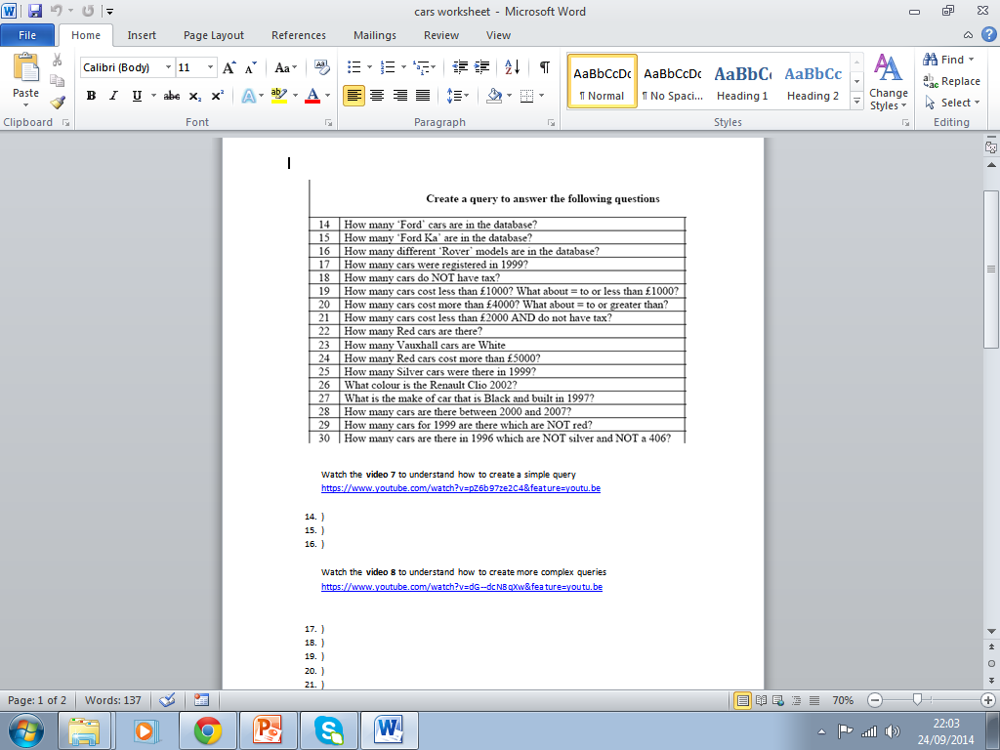 cars worksheet - Microsoft Word
File Home Insert Page Layout References Mailings Review View
Paste
Calibri (Body) 11
Clipboard Font Paragraph Styles Editing
AaBbCcDc AaBbCcDc AaBbC AaBbCc
¶ Normal ¶ No Spaci... Heading 1 Heading 2
Change Styles
Find
Replace
Select
Create a query to answer the following questions
14 How many ‘Ford’ cars are in the database?
15 How many ‘Ford Ka’ are in the database?
16 How many different ‘Rover’ models are in the database?
17 How many cars were registered in 1999?
18 How many cars do NOT have tax?
19 How many cars cost less than £1000? What about = to or less than £1000?
20 How many cars cost more than £4000? What about = to or greater than?
21 How many cars cost less than £2000 AND do not have tax?
22 How many Red cars are there?
23 How many Vauxhall cars are White
24 How many Red cars cost more than £5000?
25 How many Silver cars were there in 1999?
26 What colour is the Renault Clio 2002?
27 What is the make of car that is Black and built in 1997?
28 How many cars are there between 2000 and 2007?
29 How many cars for 1999 are there which are NOT red?
30 How many cars are there in 1996 which are NOT silver and NOT a 406?
Watch the video 7 to understand how to create a simple query
https://www.youtube.com/watch?v=pZ6b97ze2C4&feature=youtu.be
14. )
15. )
16. )
Watch the video 8 to understand how to create more complex queries
https://www.youtube.com/watch?v=dG--dcNBqXw&feature=youtu.be
17. )
18. )
19. )
20. )
21. )
Page: 1 of 2 Words: 137 70%
22:03
24/09/2014